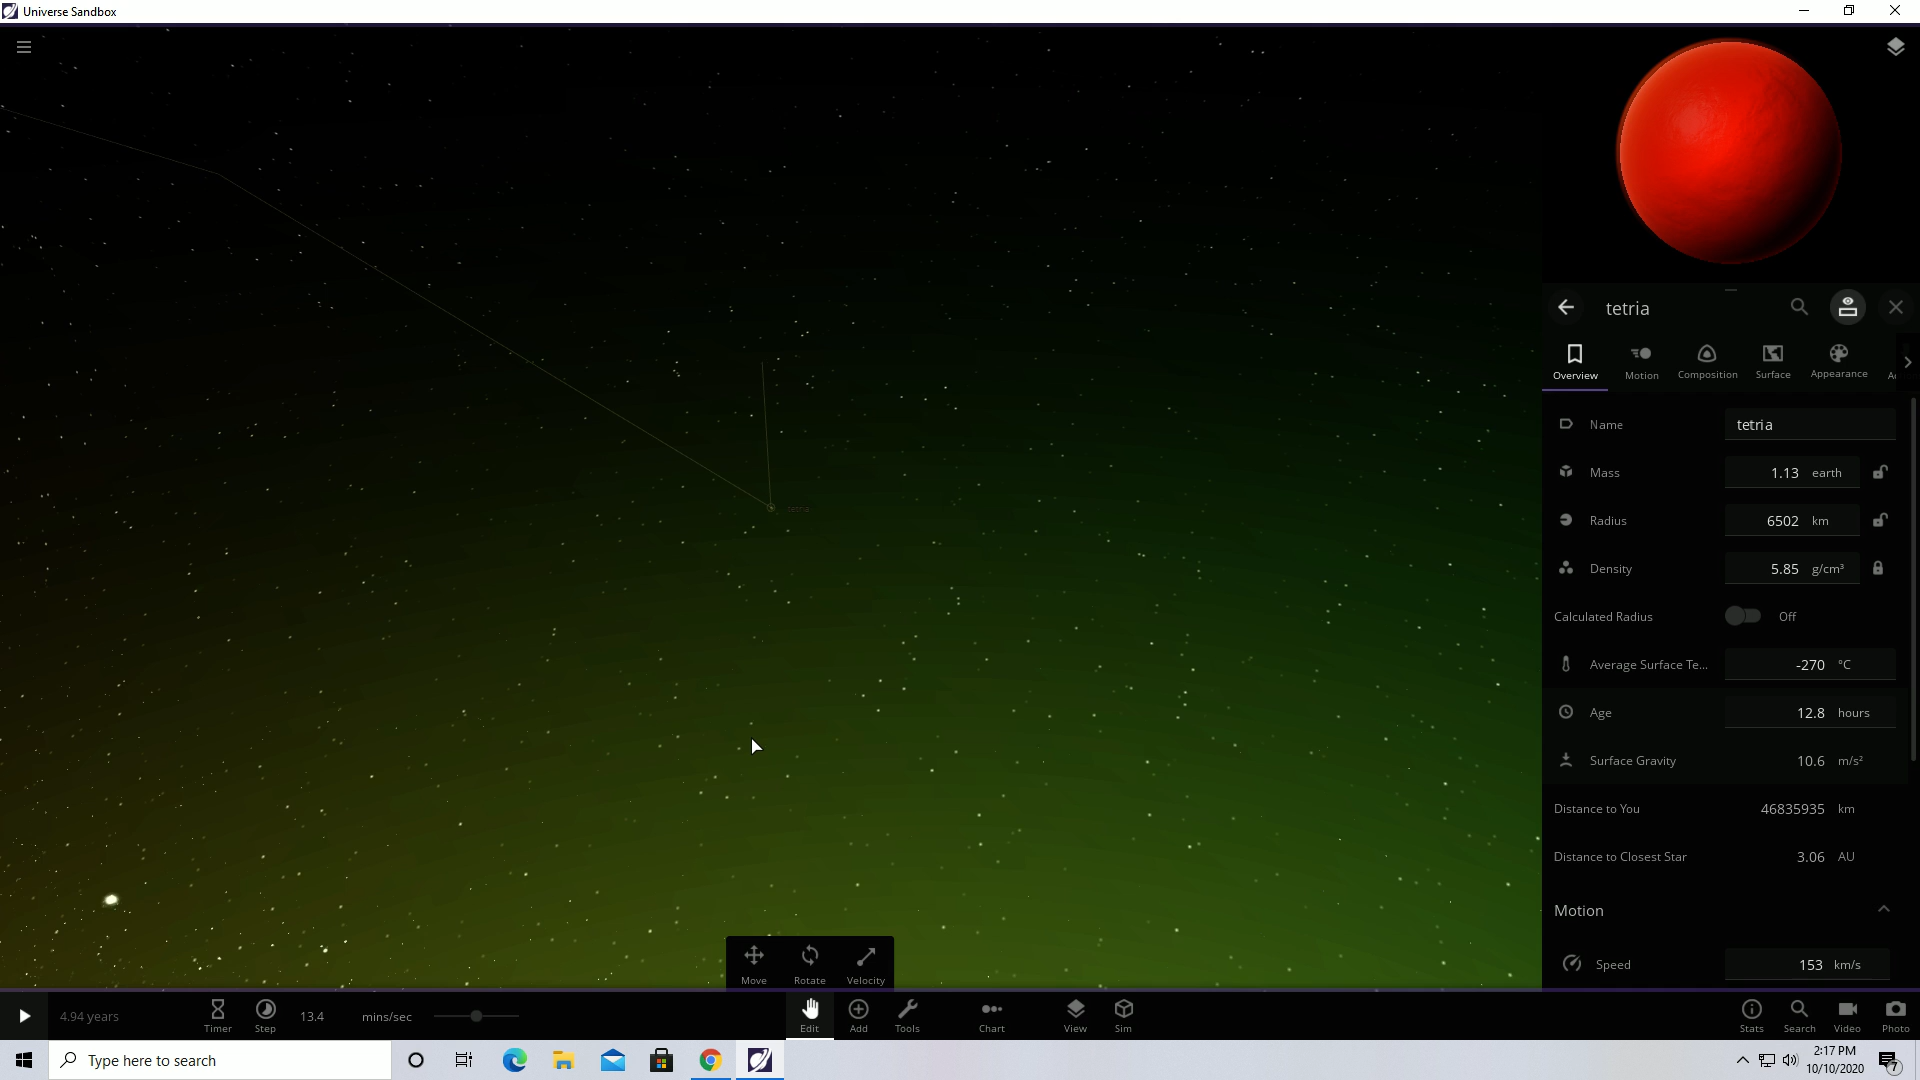 Universe Sandbox
tetria
Overview
Motion
Composition
Surface
Appearance
Name
tetria
Mass
1.13 earth
Radius
6502 km
Density
5.85 g/cm³
Calculated Radius
Off
Average Surface Te...
-270 °C
Age
12.8 hours
Surface Gravity
10.6 m/s²
Distance to You
46835935 km
Distance to Closest Star
3.06 AU
Motion
Speed
153 km/s
tetria
Move
Rotate
Velocity
4.94 years
Timer
Step
13.4 mins/sec
Edit
Add
Tools
Chart
View
Sim
Stats
Search
Video
Photo
Type here to search
2:17 PM
10/10/2020
7